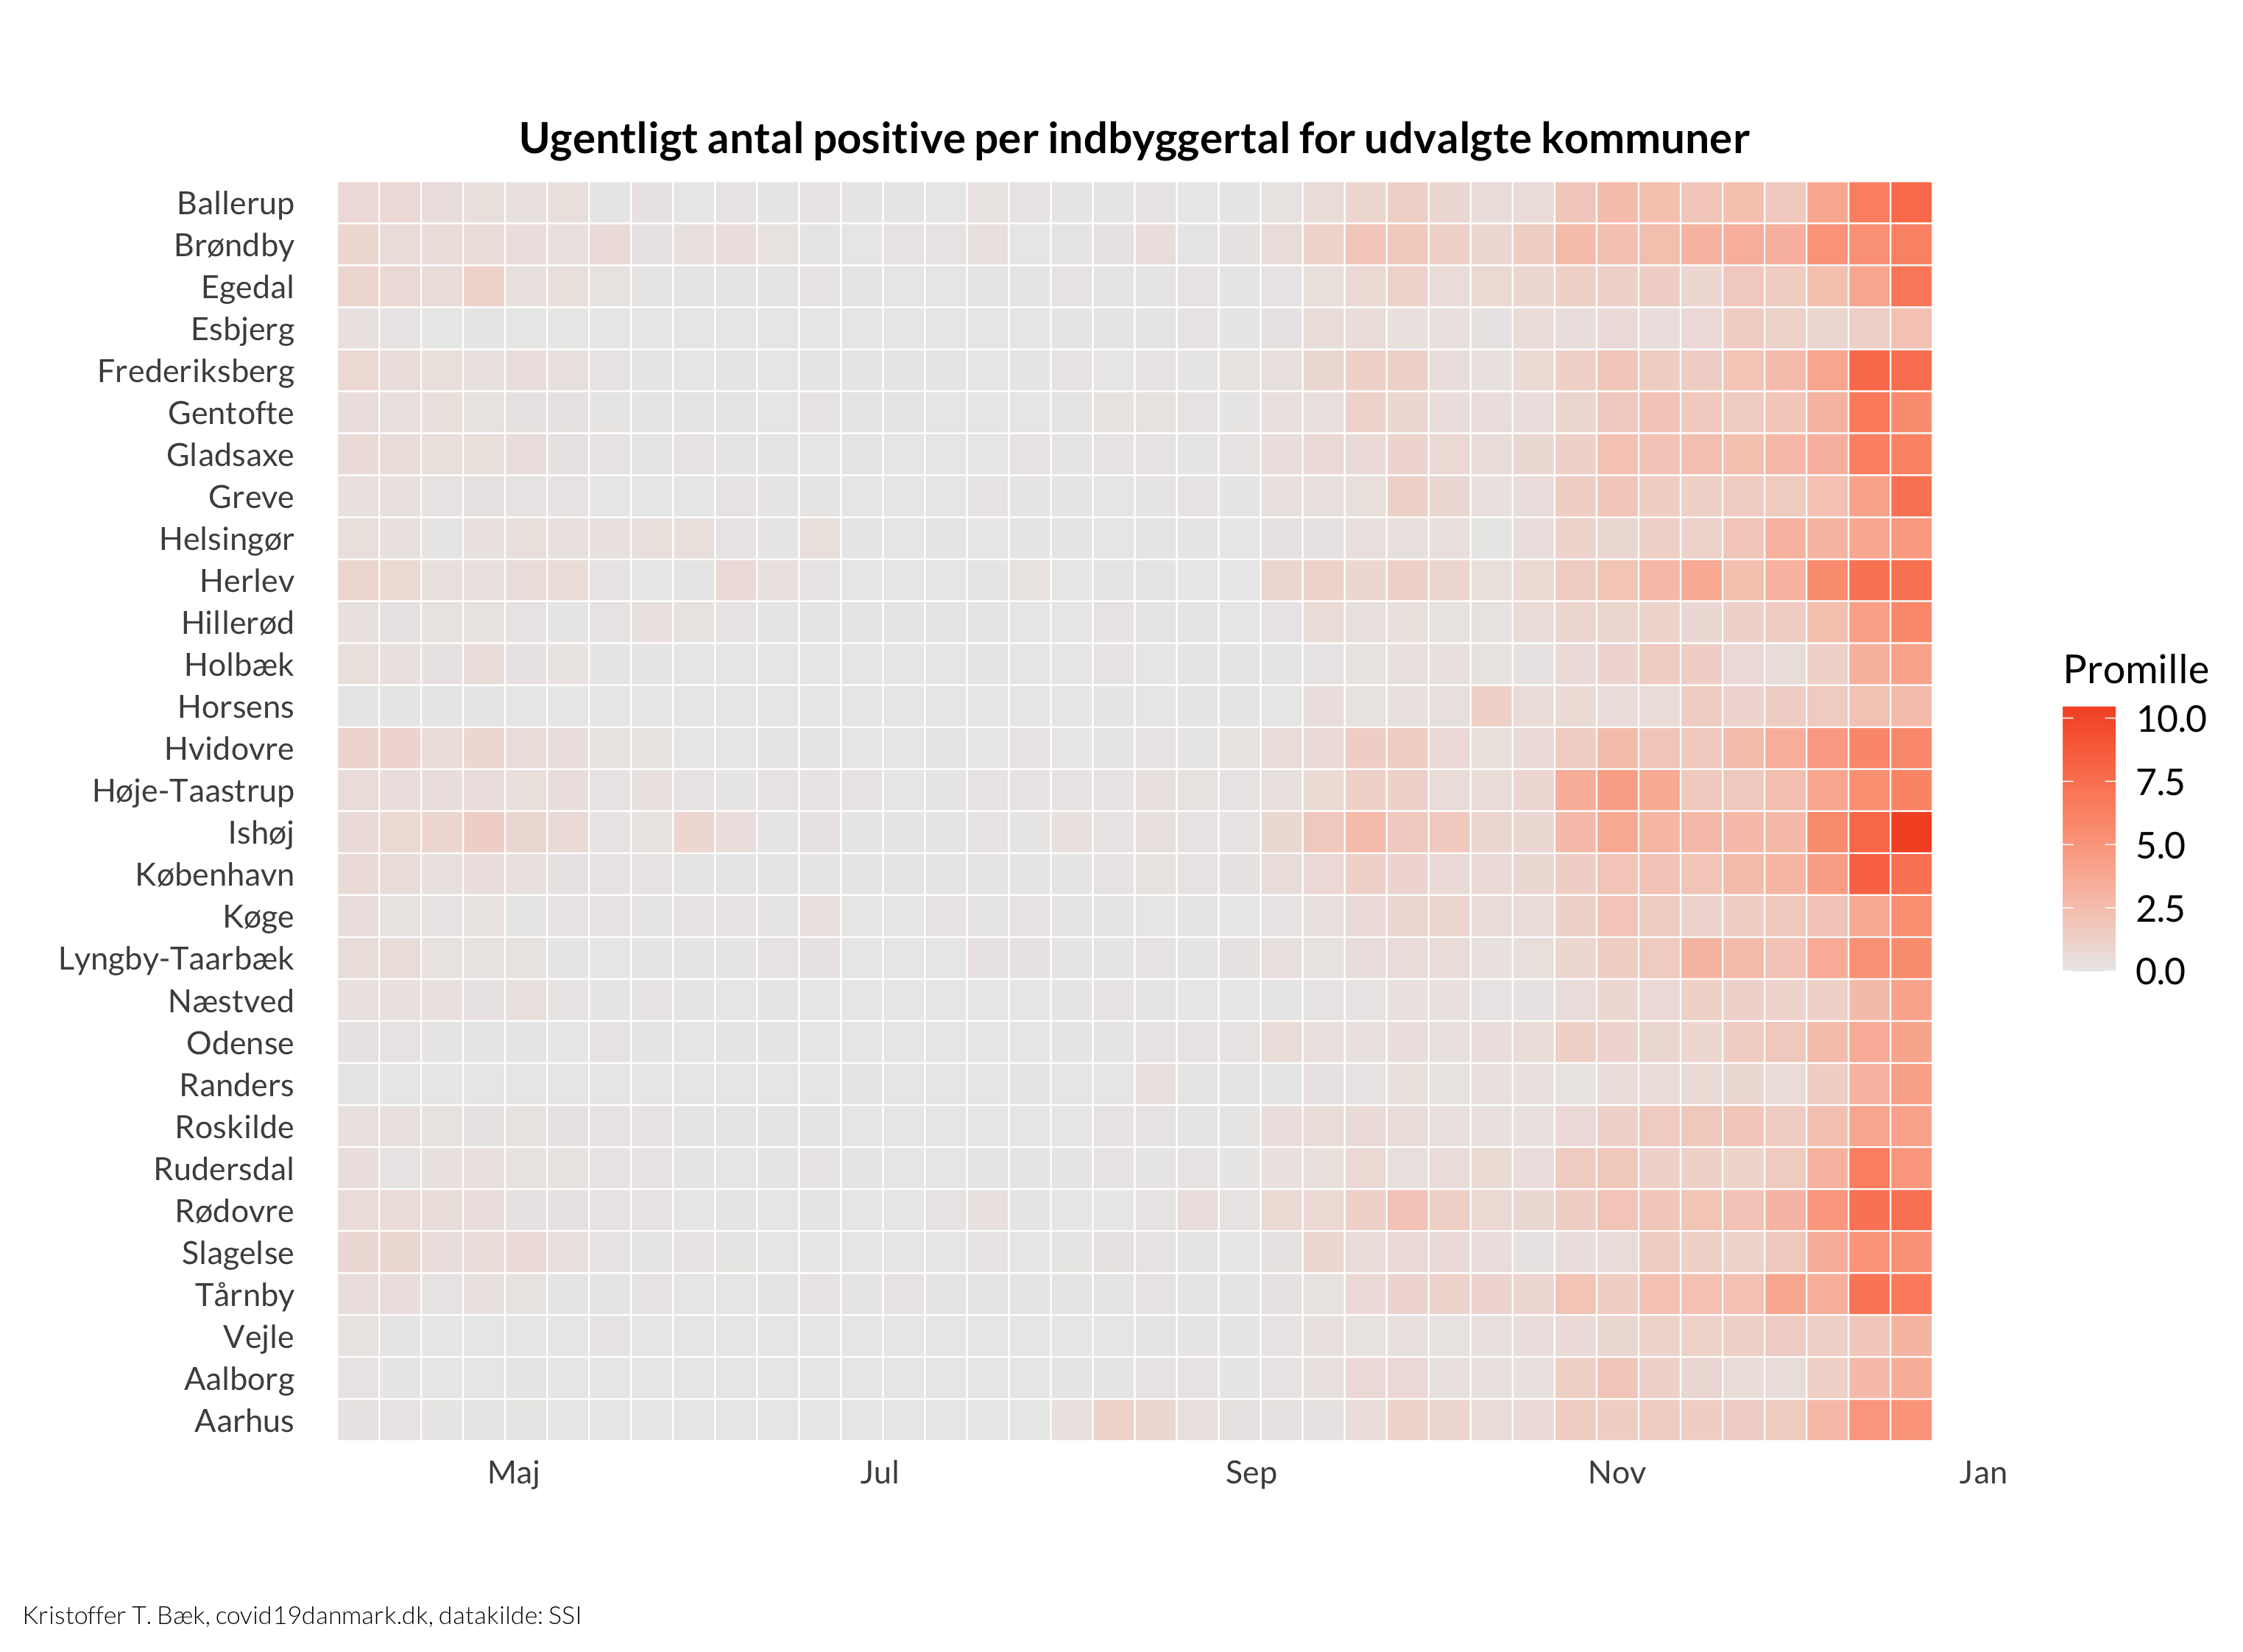 Ugentligt antal positive per indbyggertal for udvalgte kommuner
Ballerup
Brøndby
Egedal
Esbjerg
Frederiksberg
Gentofte
Gladsaxe
Greve
Helsingør
Herlev
Hillerød
Holbæk
Horsens
Hvidovre
Høje-Taastrup
Ishøj
København
Køge
Lyngby-Taarbæk
Næstved
Odense
Randers
Roskilde
Rudersdal
Rødovre
Slagelse
Tårnby
Vejle
Aalborg
Aarhus
Maj Jul Sep Nov Jan
Promille
10.0
7.5
5.0
2.5
0.0
Kristoffer T. Bæk, covid19danmark.dk, datakilde: SSI